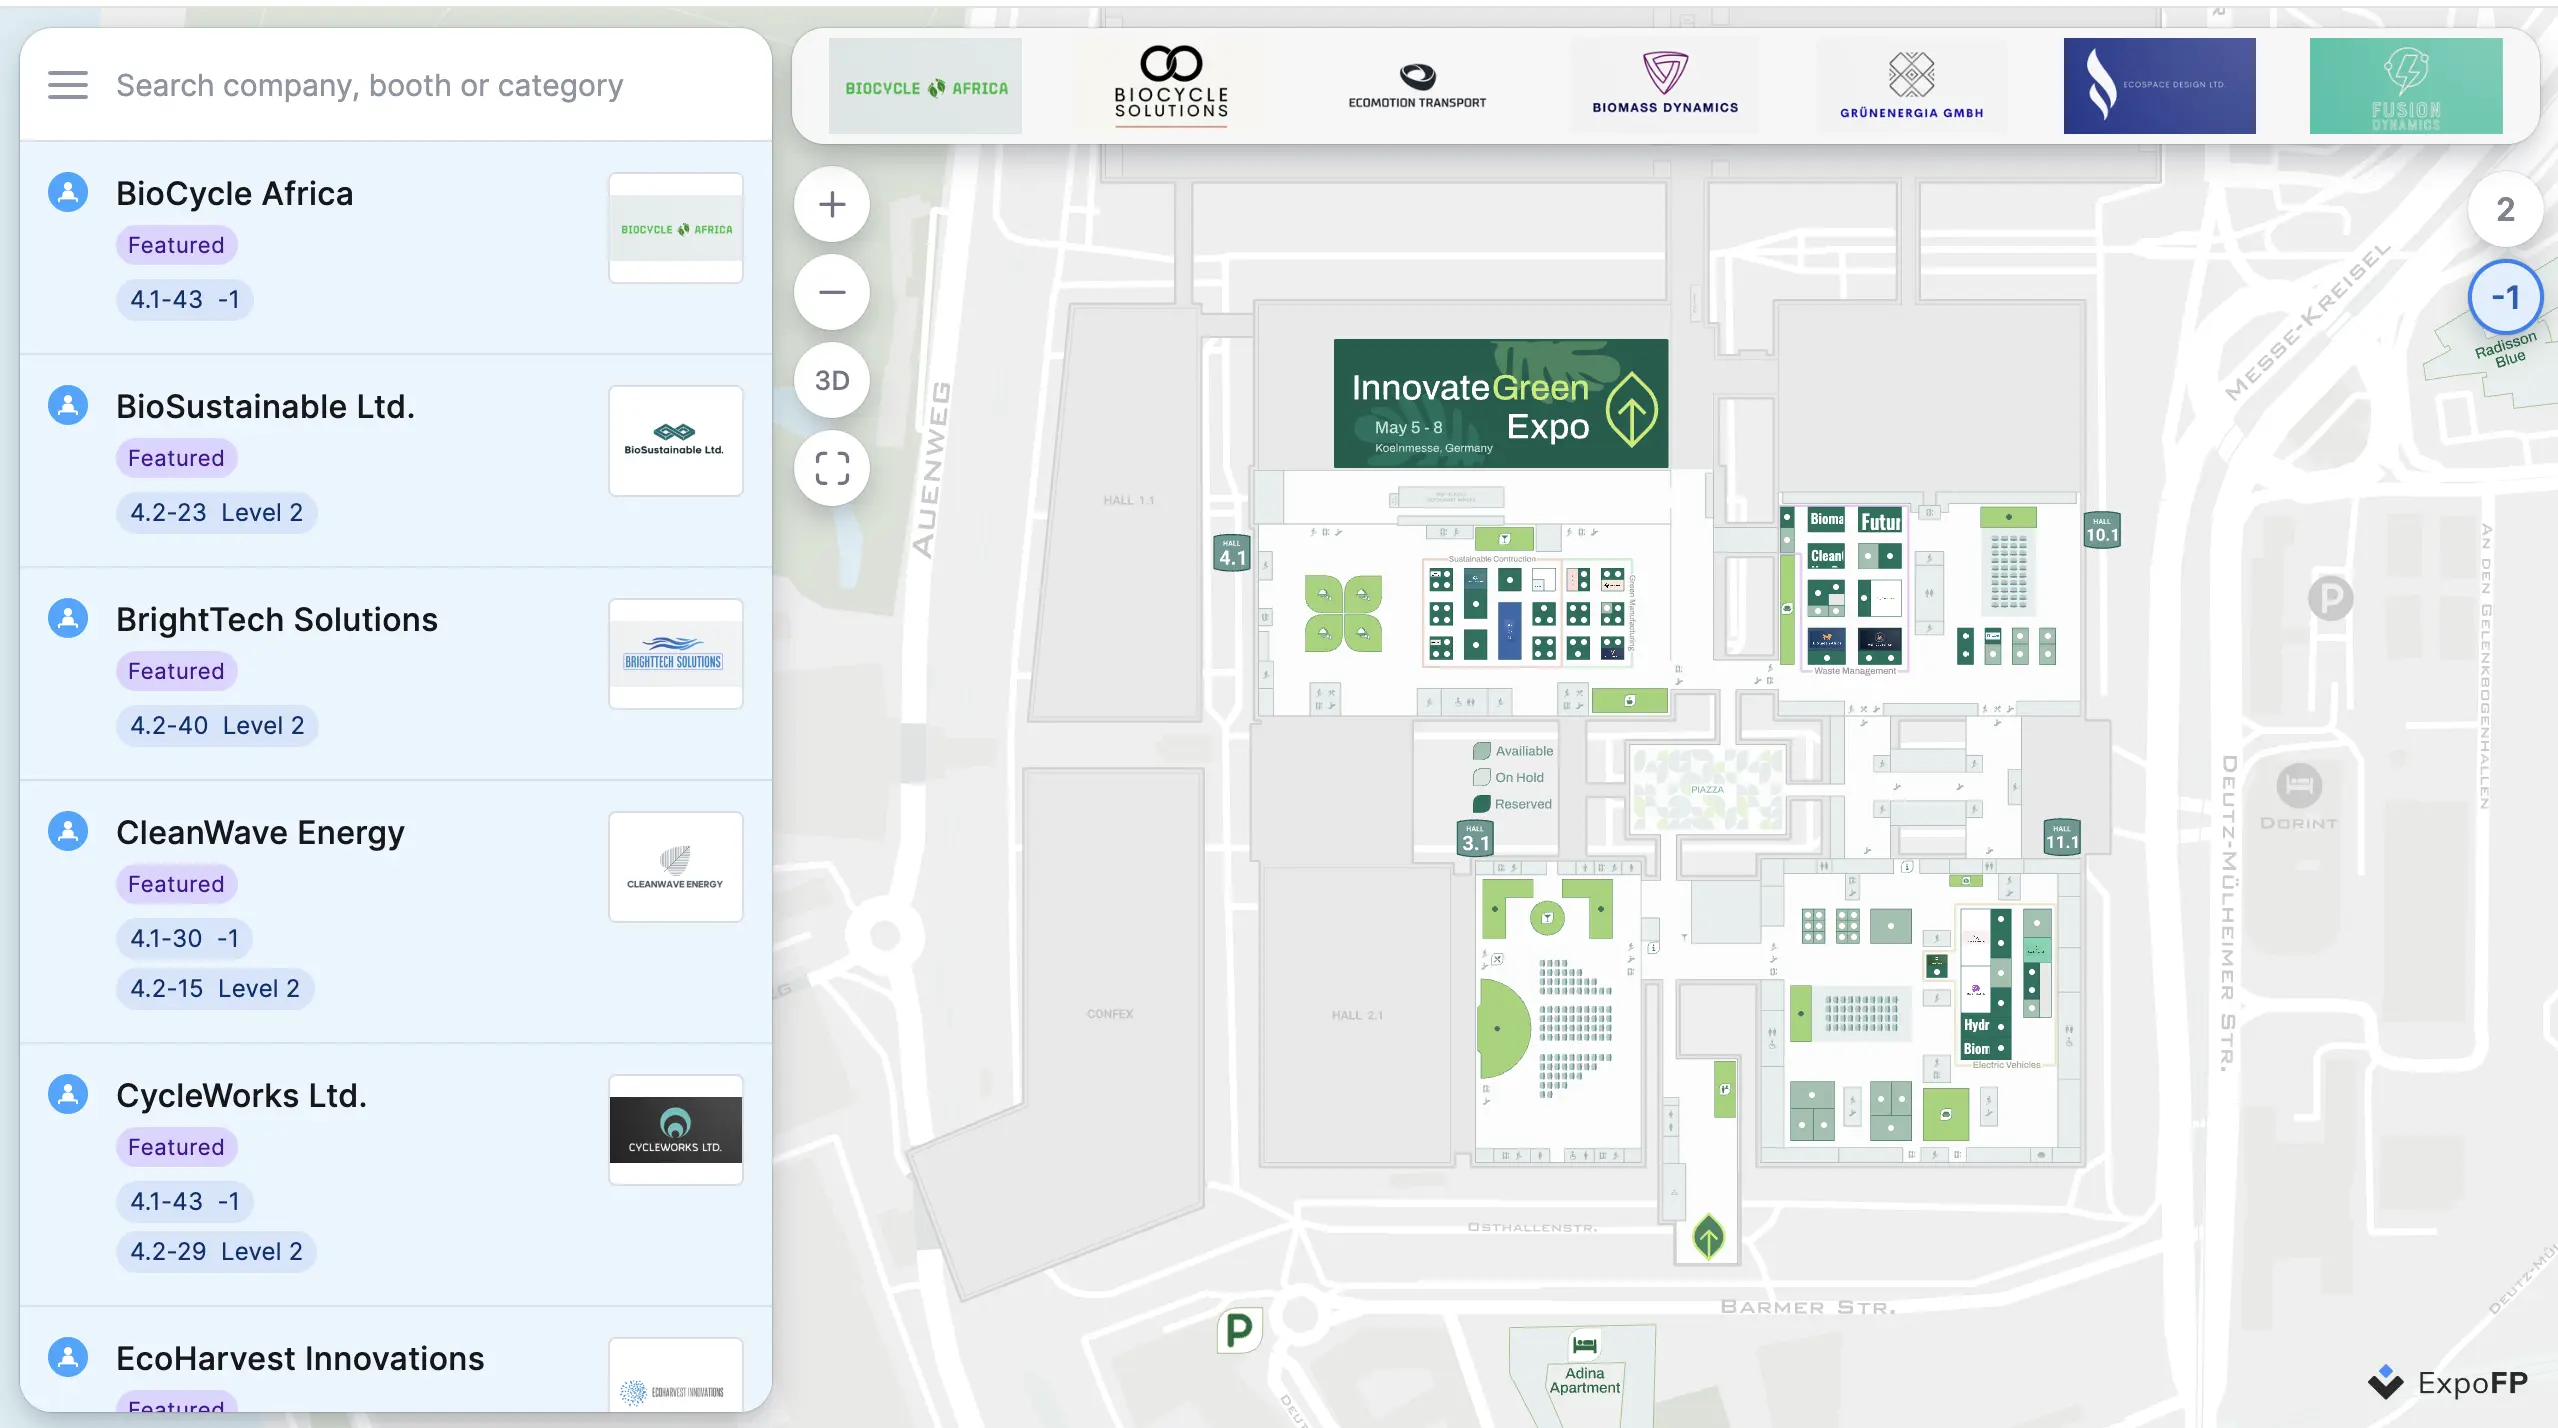 Search company, booth or category
BioCycle Africa
Featured
4.1-43 -1
BIOCYCLE AFRICA
BioSustainable Ltd.
Featured
4.2-23 Level 2
BioSustainable Ltd.
BrightTech Solutions
Featured
4.2-40 Level 2
BRIGHTTECH SOLUTIONS
CleanWave Energy
Featured
4.1-30 -1
4.2-15 Level 2
CLEANWAVE ENERGY
CycleWorks Ltd.
Featured
4.1-43 -1
4.2-29 Level 2
CYCLEWORKS LTD.
EcoHarvest Innovations
Featured
ECOHARVEST INNOVATIONS
BIOCYCLE AFRICA
BIOCYCLE
SOLUTIONS
ECOMOTION TRANSPORT
BIOMASS DYNAMICS
GRÜNENERGIA GMBH
ECOSPACE DESIGN LTD.
FUSION
DYNAMICS
3D
2
-1
InnovateGreen
Expo
May 5 - 8
Koelnmesse, Germany
AUENWEG
HALL 1.1
HALL
4.1
Sustainable Contruction
Green Manufacturing
Bioma
Futur
Clean
Waste Management
HALL
10.1
MESSE-KREISEL
Radisson
Blue
P
AN DEN GELENKBOGENHALLEN
DORINT
DEUTZ-MÜLHEIMER STR.
Availiable
On Hold
Reserved
PIAZZA
HALL
3.1
HALL
11.1
CONFEX
HALL 2.1
Hydr
Biom
Electric Vehicles
OSTHALLENSTR.
BARMER STR.
P
Adina
Apartment
DEUTZ-MÜL
ExpoFP